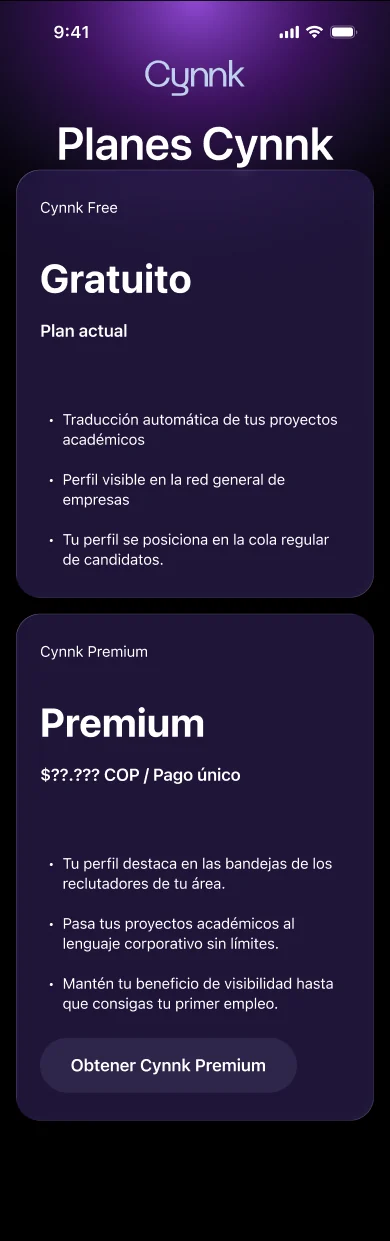 9:41
Cynnk
Planes Cynnk
Cynnk Free
Gratuito
Plan actual
• Traducción automática de tus proyectos
académicos
• Perfil visible en la red general de
empresas
• Tu perfil se posiciona en la cola regular
de candidatos.
Cynnk Premium
Premium
$??.??? COP / Pago único
• Tu perfil destaca en las bandejas de los
reclutadores de tu área.
• Pasa tus proyectos académicos al
lenguaje corporativo sin límites.
• Mantén tu beneficio de visibilidad hasta
que consigas tu primer empleo.
Obtener Cynnk Premium